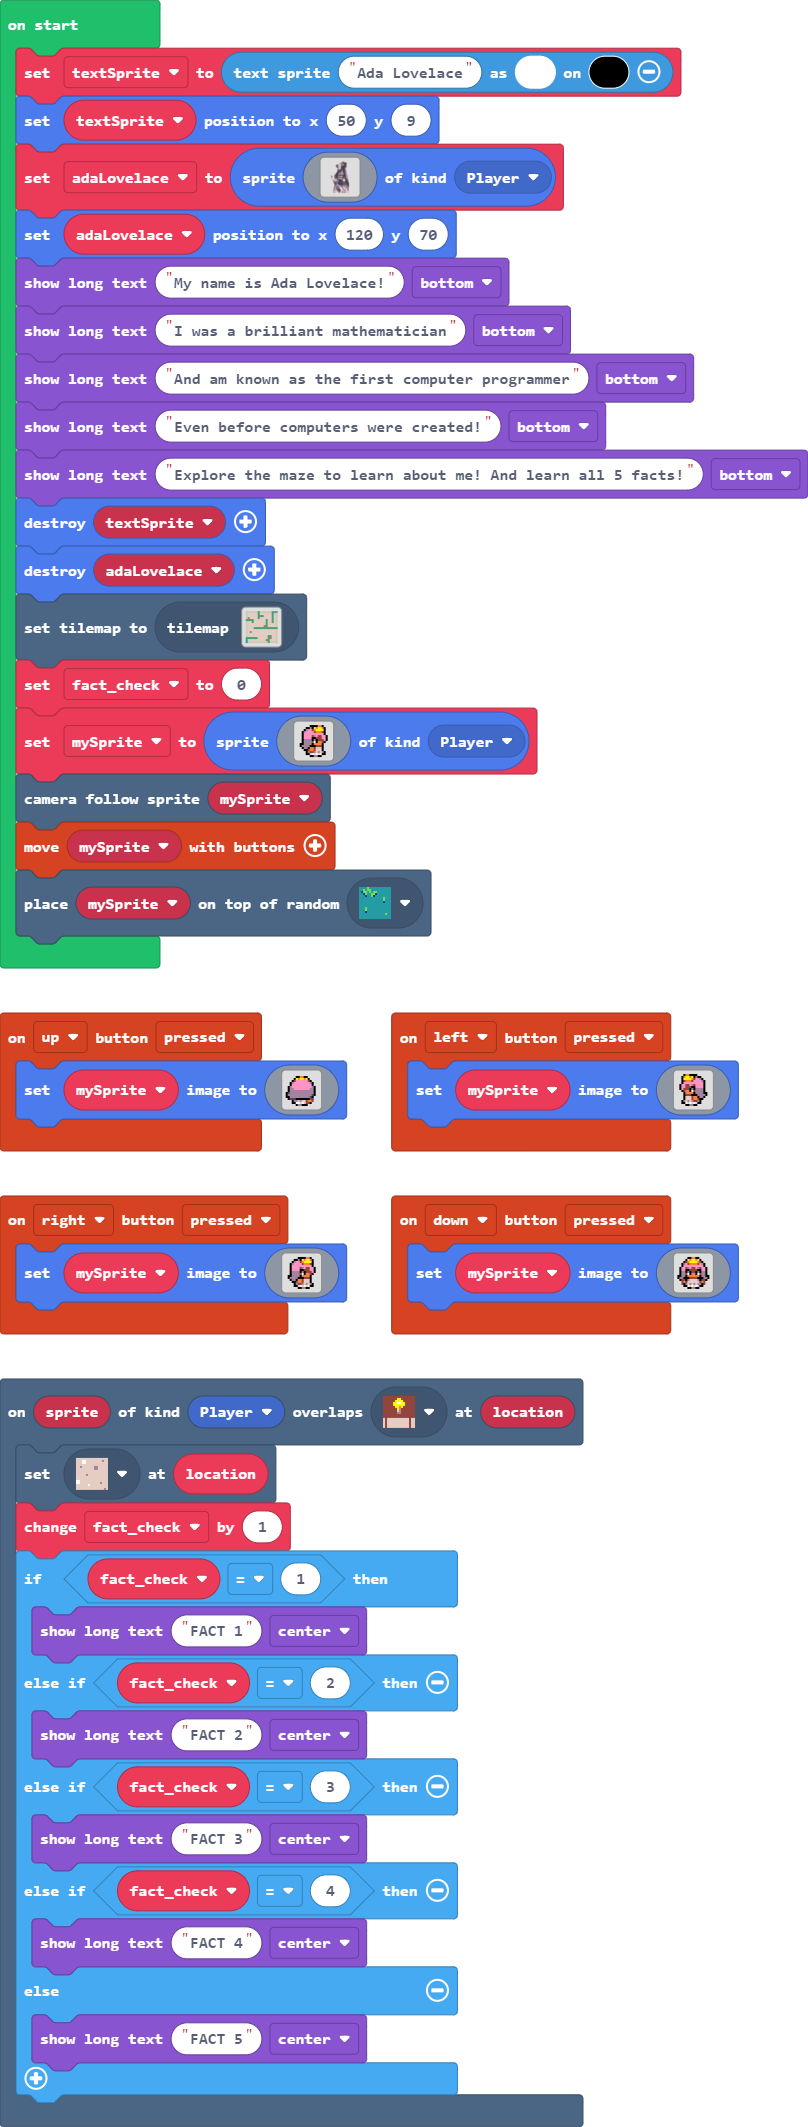 on start
set textSprite to text sprite "Ada Lovelace" as on
set textSprite position to x 50 y 9
set adaLovelace to sprite of kind Player
set adaLovelace position to x 120 y 70
show long text "My name is Ada Lovelace!" bottom
show long text "I was a brilliant mathematician" bottom
show long text "And am known as the first computer programmer" bottom
show long text "Even before computers were created!" bottom
show long text "Explore the maze to learn about me! And learn all 5 facts!" bottom
destroy textSprite
destroy adaLovelace
set tilemap to tilemap
set fact_check to 0
set mySprite to sprite of kind Player
camera follow sprite mySprite
move mySprite with buttons
place mySprite on top of random
on up button pressed
set mySprite image to
on left button pressed
set mySprite image to
on right button pressed
set mySprite image to
on down button pressed
set mySprite image to
on sprite of kind Player overlaps at location
set at location
change fact_check by 1
if fact_check = 1 then
show long text "FACT 1" center
else if fact_check = 2 then
show long text "FACT 2" center
else if fact_check = 3 then
show long text "FACT 3" center
else if fact_check = 4 then
show long text "FACT 4" center
else
show long text "FACT 5" center